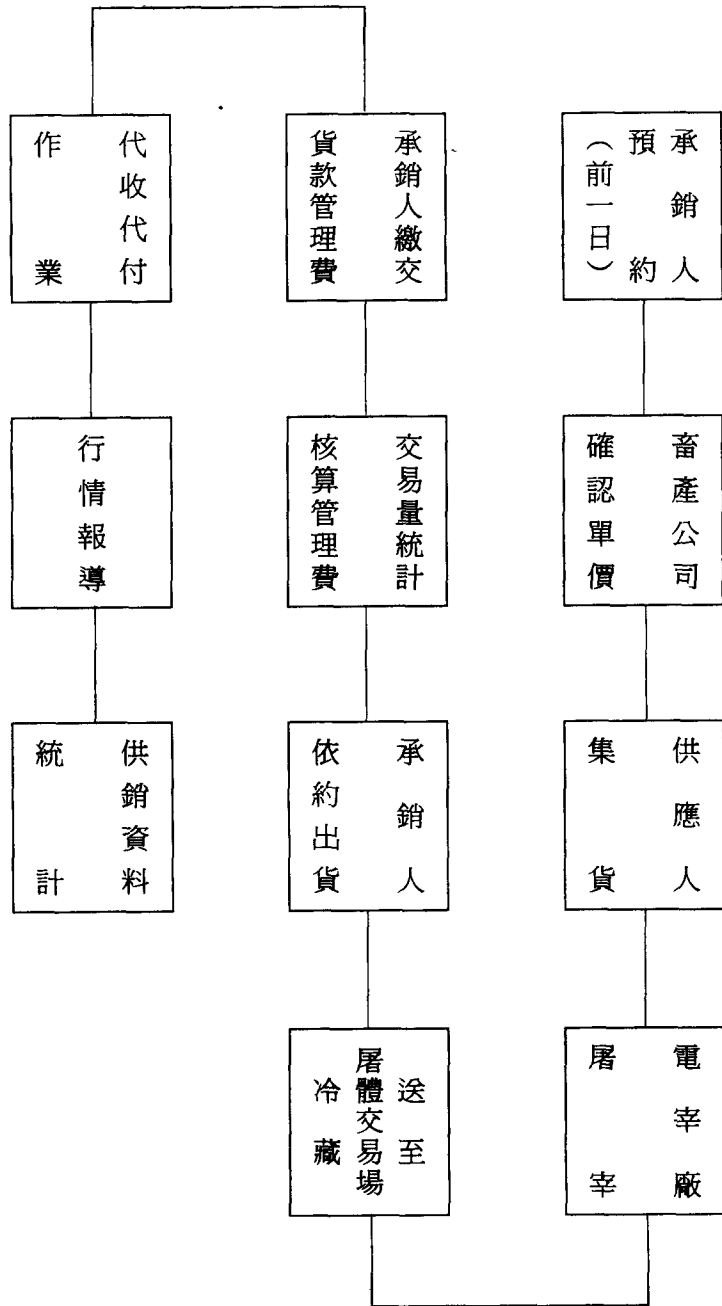 承銷人
預約
（前一日）
畜產公司
確認單價
供應人
集貨
電宰廠
屠宰
送至
屠體交易場
冷藏
承銷人
依約出貨
交易量統計
核算管理費
承銷人繳交
貨款管理費
代收代付
作業
行情報導
供銷資料
統計